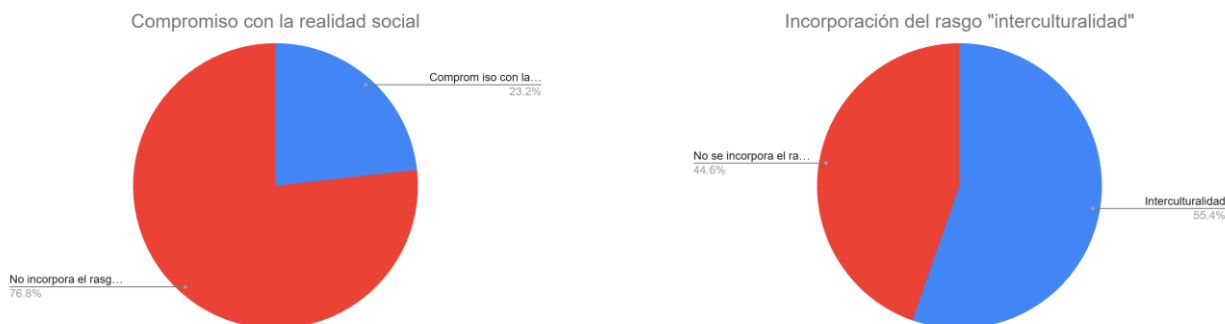 Compromiso con la realidad social
Comprom iso con la…
23.2%
No incorpora el rasg…
76.8%
Incorporación del rasgo "interculturalidad"
No se incorpora el ra…
44.6%
Interculturalidad
55.4%